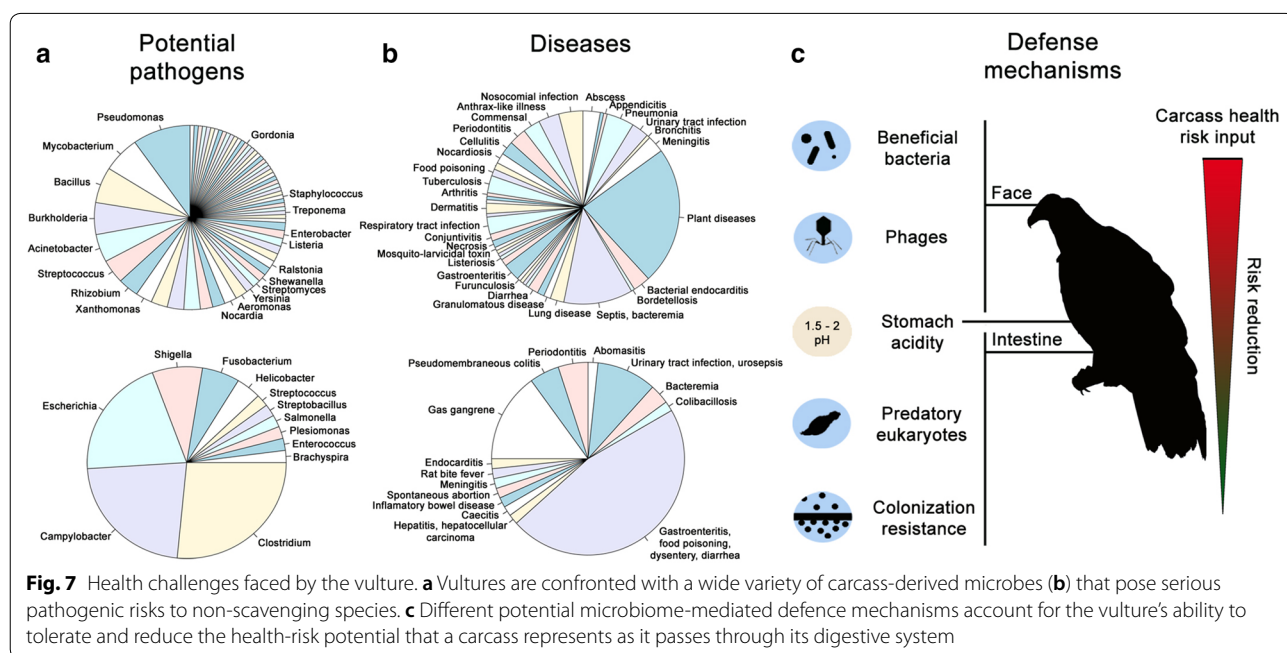 a
Potential
pathogens
Pseudomonas
Gordonia
Mycobacterium
Bacillus
Staphylococcus
Treponema
Burkholderia
Enterobacter
Listeria
Acinetobacter
Ralstonia
Streptococcus
Shewanella
Streptomyces
Rhizobium
Yersinia
Xanthomonas
Aeromonas
Nocardia
Shigella
Fusobacterium
Helicobacter
Escherichia
Streptococcus
Streptobacillus
Salmonella
Plesiomonas
Enterococcus
Brachyspira
Campylobacter
Clostridium
b
Diseases
Nosocomial infection
Abscess
Anthrax-like illness
Appendicitis
Commensal
Pneumonia
Periodontitis
Urinary tract infection
Cellulitis
Bronchitis
Nocardiosis
Meningitis
Food poisoning
Tuberculosis
Arthritis
Dermatitis
Plant diseases
Respiratory tract infection
Conjuntivitis
Necrosis
Mosquito-larvicidal toxin
Listeriosis
Gastroenteritis
Bacterial endocarditis
Furunculosis
Bordetellosis
Diarrhea
Granulomatous disease
Lung disease
Septis, bacteremia
Periodontitis
Abomasitis
Pseudomembraneous colitis
Urinary tract infection, urosepsis
Bacteremia
Colibacillosis
Gas gangrene
Endocarditis
Rat bite fever
Meningitis
Spontaneous abortion
Inflamatory bowel disease
Caecitis
Hepatitis, hepatocellular
carcinoma
Gastroenteritis,
food poisoning,
dysentery, diarrhea
c
Defense
mechanisms
Beneficial
bacteria
Phages
1.5 - 2
pH
Stomach
acidity
Predatory
eukaryotes
Colonization
resistance
Face
Intestine
Carcass health
risk input
Risk reduction
Fig. 7 Health challenges faced by the vulture. a Vultures are confronted with a wide variety of carcass-derived microbes (b) that pose serious
pathogenic risks to non-scavenging species. c Different potential microbiome-mediated defence mechanisms account for the vulture's ability to
tolerate and reduce the health-risk potential that a carcass represents as it passes through its digestive system